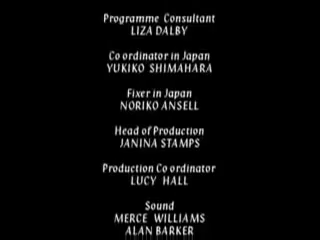 Programme Consultant
LIZA DALBY
Co ordinator in Japan
YUKIKO SHIMAHARA
Fixer in Japan
NORIKO ANSELL
Head of Production
JANINA STAMPS
Production Co ordinator
LUCY HALL
Sound
MERCE WILLIAMS
ALAN BARKER